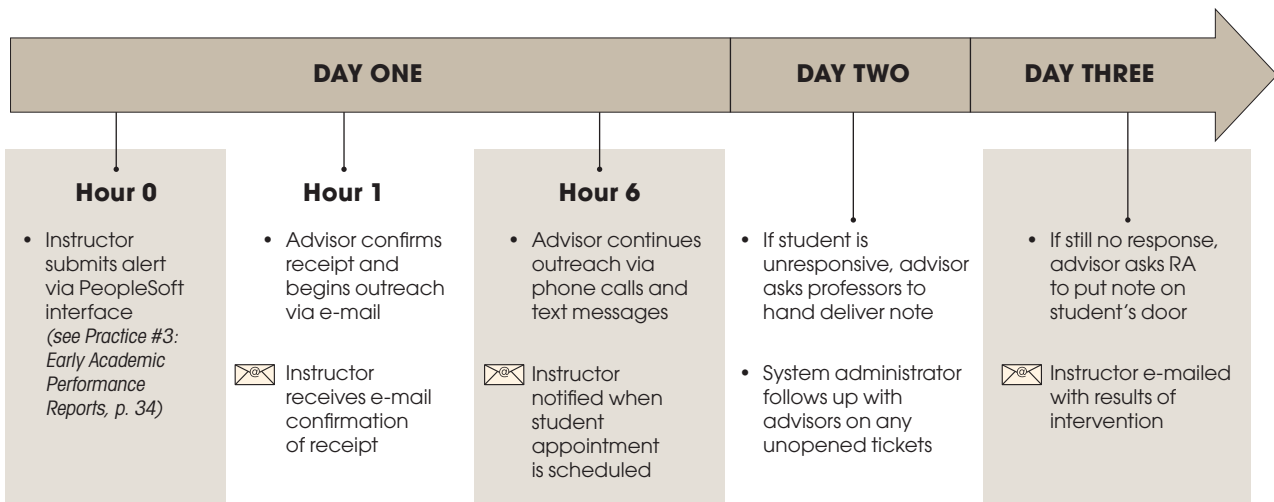 DAY ONE
DAY TWO
DAY THREE
Hour 0
• Instructor
submits alert
via PeopleSoft
interface
(see Practice #3:
Early Academic
Performance
Reports, p. 34)
Hour 1
• Advisor confirms
receipt and
begins outreach
via e-mail
@ Instructor
receives e-mail
confirmation
of receipt
Hour 6
• Advisor continues
outreach via
phone calls and
text messages
@ Instructor
notified when
student
appointment
is scheduled
• If student is
unresponsive, advisor
asks professors to
hand deliver note
• System administrator
follows up with
advisors on any
unopened tickets
• If still no response,
advisor asks RA
to put note on
student’s door
@ Instructor e-mailed
with results of
intervention